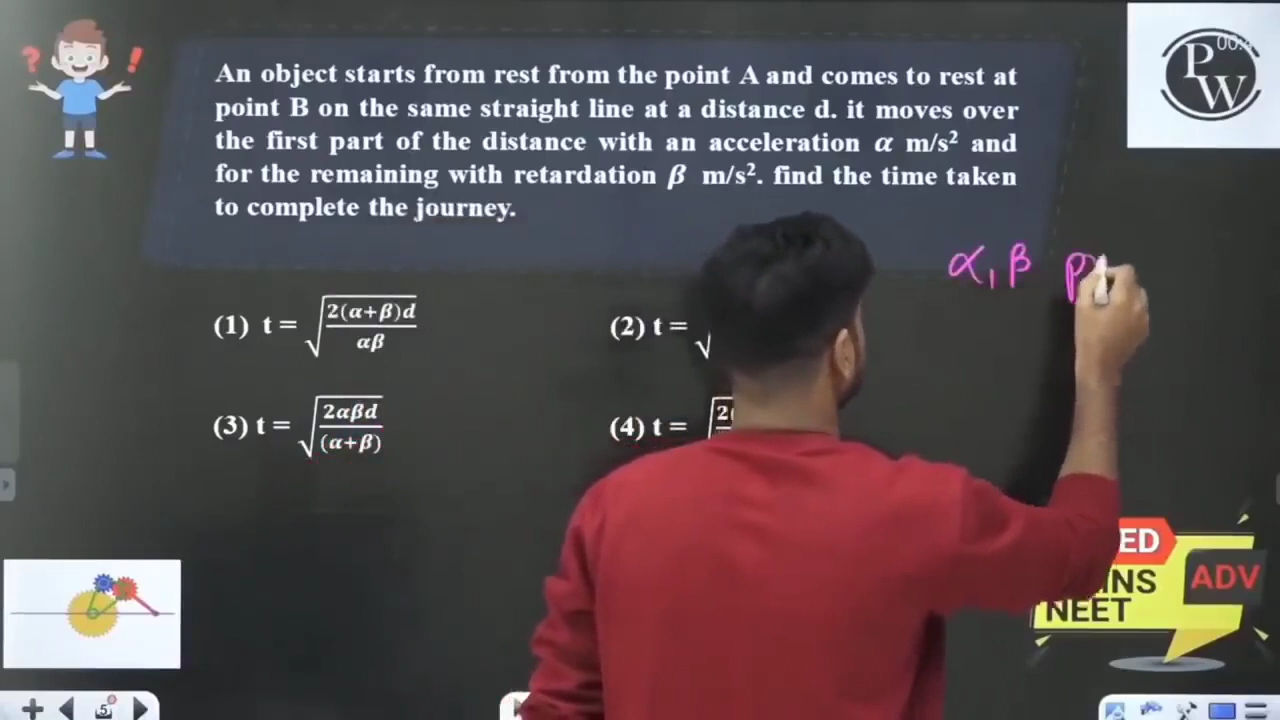 An object starts from rest from the point A and comes to rest at
point B on the same straight line at a distance d. it moves over
the first part of the distance with an acceleration α m/s² and
for the remaining with retardation β m/s². find the time taken
to complete the journey.
α, β
(1) t = √(2(α+β)d / αβ)
(2) t = √
(3) t = √(2αβd / (α+β))
(4) t = √2(
PW
ADV
NEET
? !
5